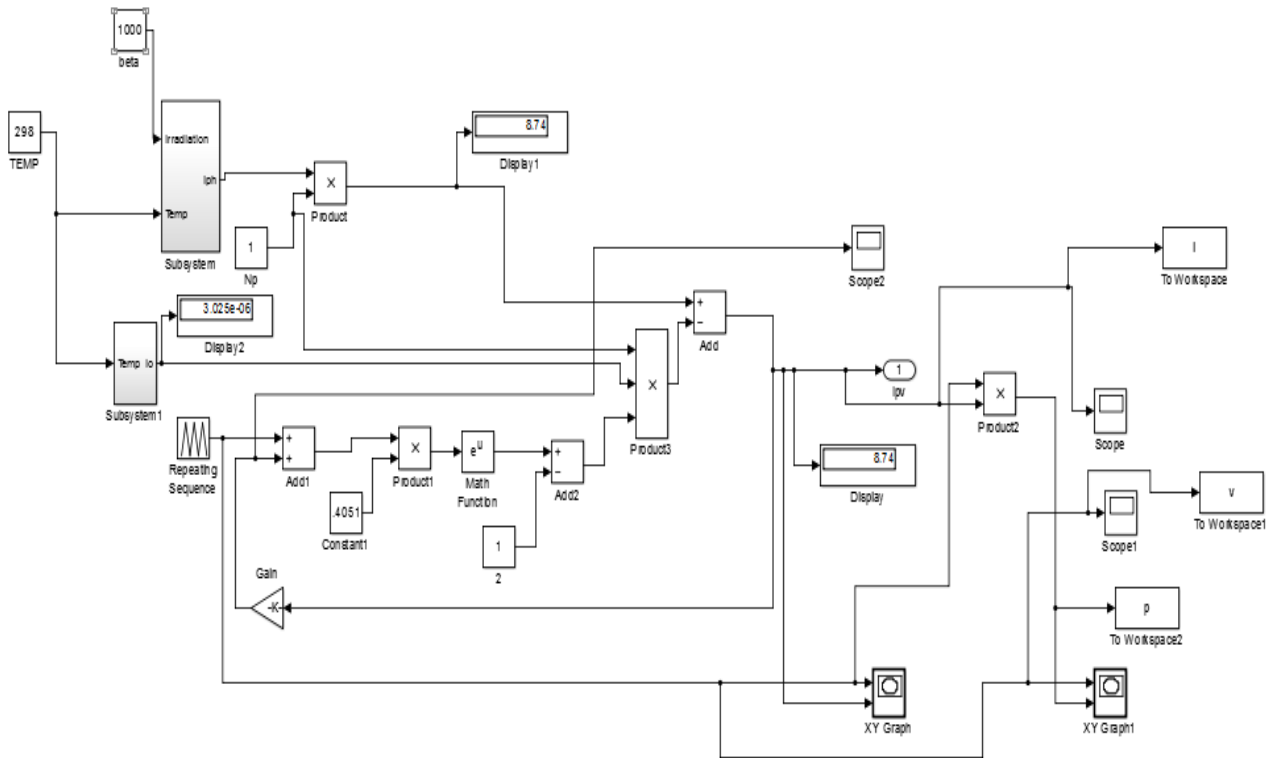 1000
beta
298
TEMP
Irradiation
Iph
Temp
Subsystem
8.74
Display1
×
Product
1
Np
3.025e-06
Display2
Temp Io
Subsystem1
Scope2
I
To Workspace
+
−
Add
×
Product3
1
Ipv
×
Product2
Scope
Repeating
Sequence
+
+
Add1
×
Product1
e^u
Math
Function
+
−
Add2
8.74
Display
.4051
Constant1
1
2
v
To Workspace1
Scope1
Gain
-K-
p
To Workspace2
XY Graph
XY Graph1